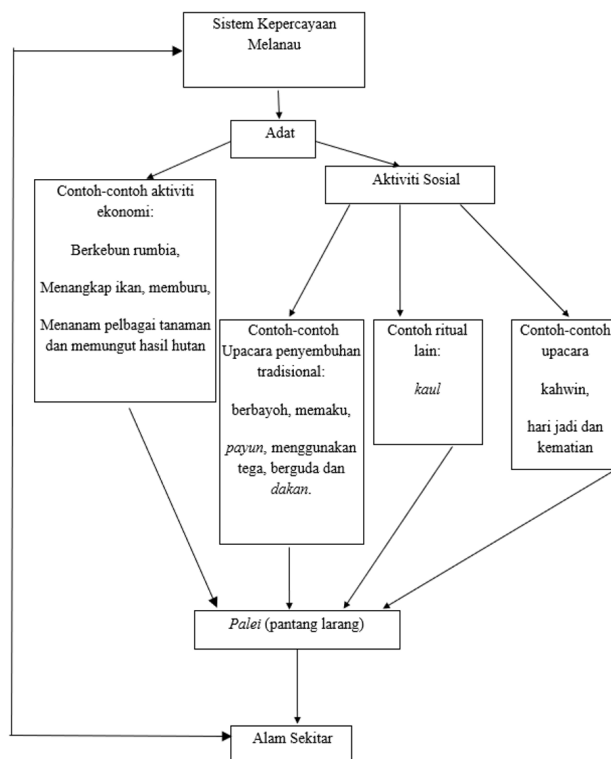 Sistem Kepercayaan
Melanau
Adat
Contoh-contoh aktiviti
ekonomi:
Berkebun rumbia,
Menangkap ikan, memburu,
Menanam pelbagai tanaman
dan memungut hasil hutan
Aktiviti Sosial
Contoh-contoh
Upacara penyembuhan
tradisional:
berbayoh, memaku,
payun, menggunakan
tega, berguda dan
dakan.
Contoh ritual
lain:
kaul
Contoh-contoh
upacara
kahwin,
hari jadi dan
kematian
Palei (pantang larang)
Alam Sekitar